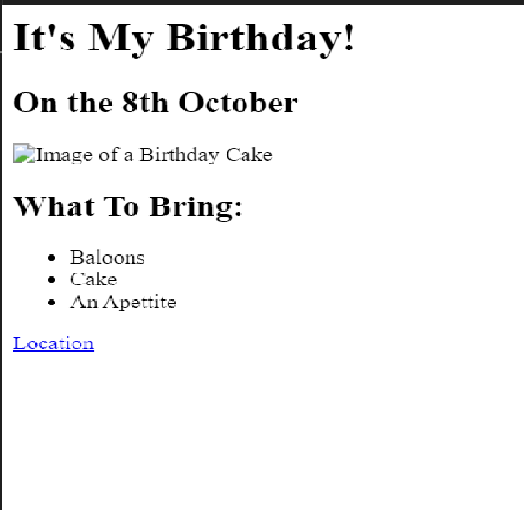 It's My Birthday!
On the 8th October
Image of a Birthday Cake
What To Bring:
Baloons
Cake
An Apettite
Location